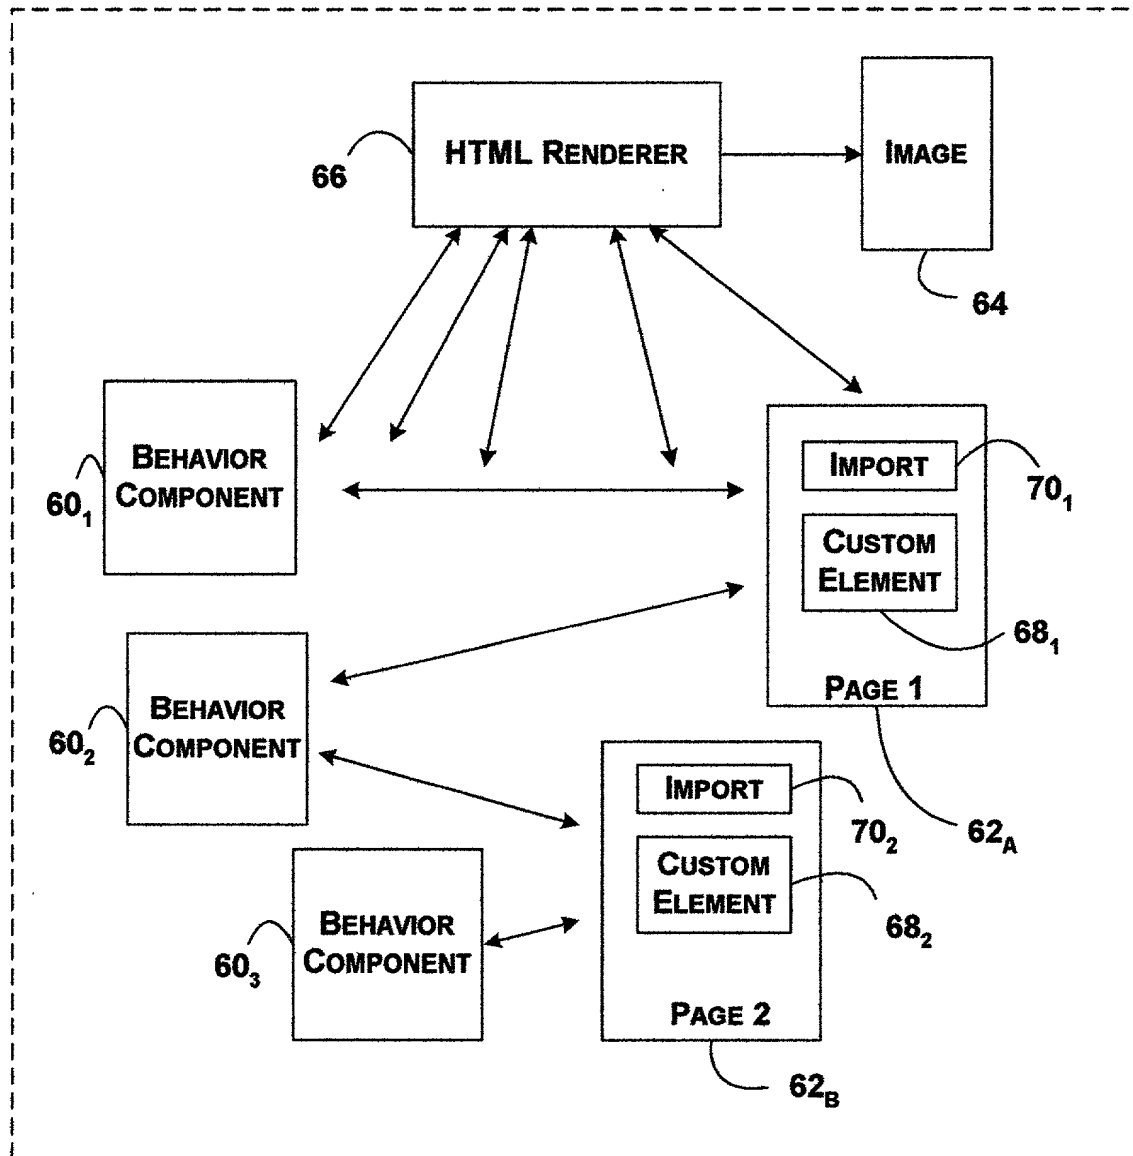 HTML RENDERER
IMAGE
66
64
BEHAVIOR
COMPONENT
60₁
IMPORT
70₁
CUSTOM
ELEMENT
68₁
PAGE 1
62A
BEHAVIOR
COMPONENT
60₂
IMPORT
70₂
CUSTOM
ELEMENT
68₂
PAGE 2
62B
BEHAVIOR
COMPONENT
60₃